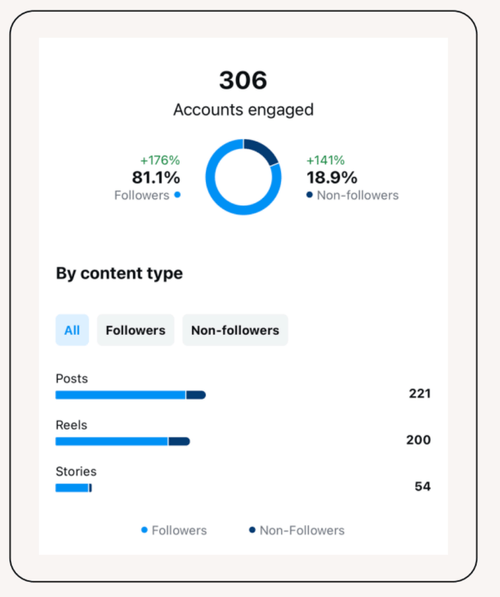 306
Accounts engaged
+176%
81.1%
Followers
+141%
18.9%
Non-followers
By content type
All Followers Non-followers
Posts
221
Reels
200
Stories
54
Followers Non-Followers